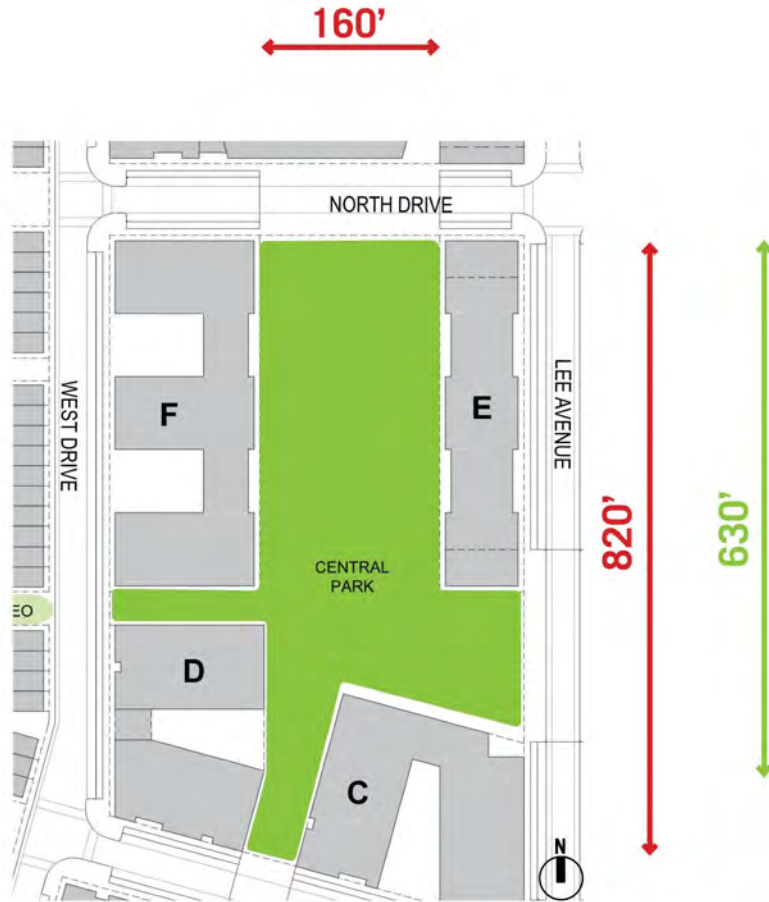 160’
NORTH DRIVE
WEST DRIVE
F
E
LEE AVENUE
820’
630’
CENTRAL
PARK
EO
D
C
N